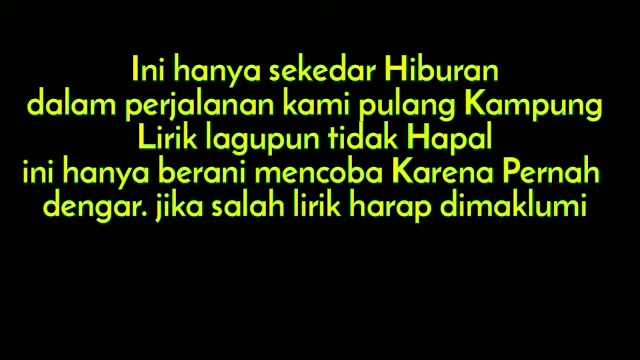 Ini hanya sekedar Hiburan
dalam perjalanan kami pulang Kampung
Lirik lagupun tidak Hapal
ini hanya berani mencoba Karena Pernah
dengar. jika salah lirik harap dimaklumi